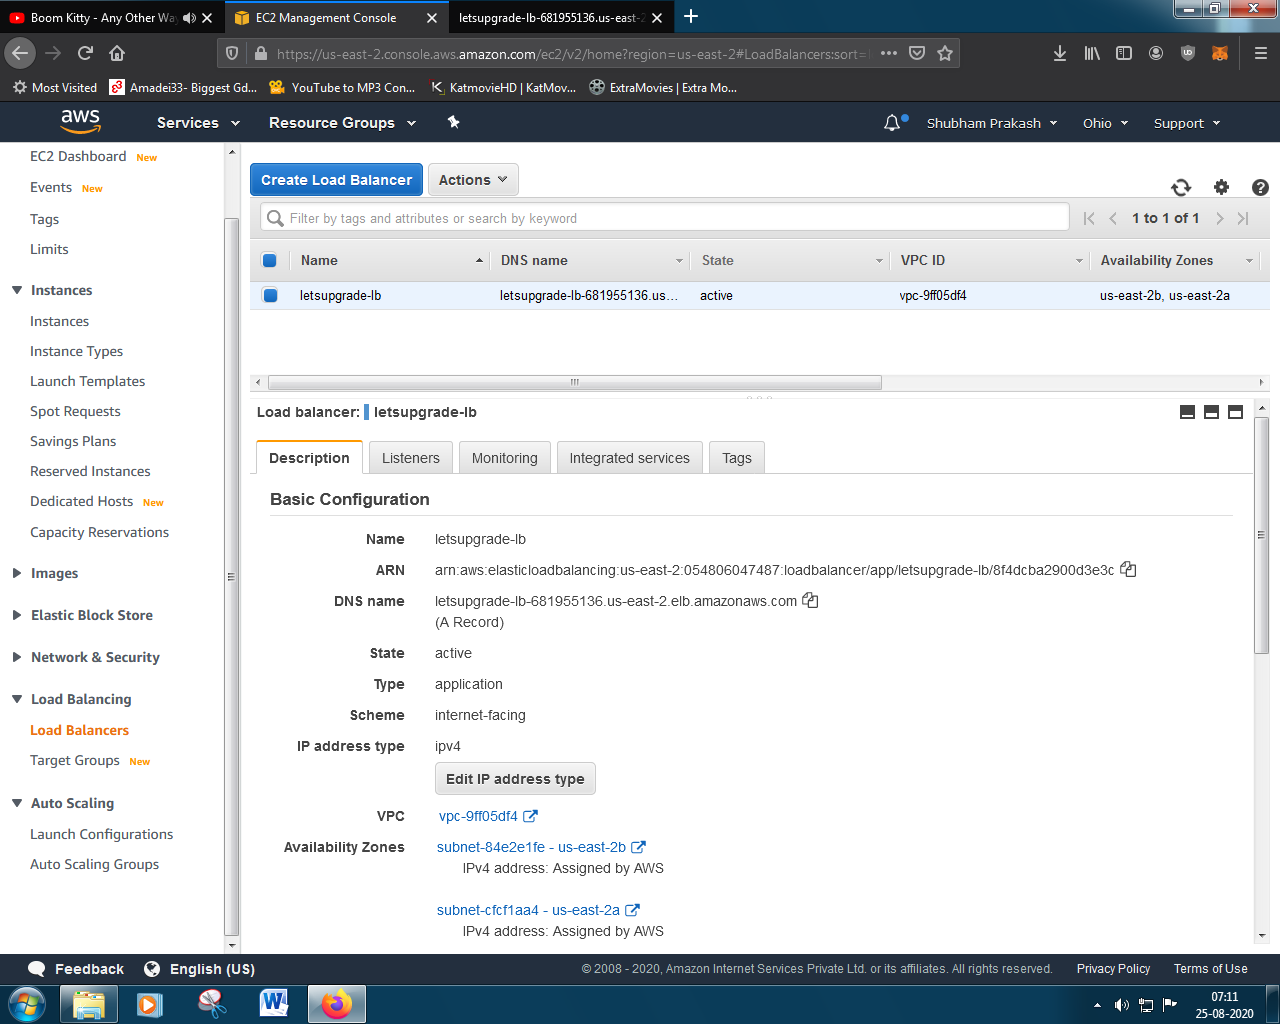 Boom Kitty - Any Other Way
EC2 Management Console
letsupgrade-lb-681955136.us-east-2
https://us-east-2.console.aws.amazon.com/ec2/v2/home?region=us-east-2#LoadBalancers:sort=
Most Visited
Amadei33- Biggest Gd...
YouTube to MP3 Con...
KatmovieHD | KatMov...
ExtraMovies | Extra Mo...
aws
Services
Resource Groups
Shubham Prakash
Ohio
Support
EC2 Dashboard New
Events New
Tags
Limits
Instances
Instances
Instance Types
Launch Templates
Spot Requests
Savings Plans
Reserved Instances
Dedicated Hosts New
Capacity Reservations
Images
Elastic Block Store
Network & Security
Load Balancing
Load Balancers
Target Groups New
Auto Scaling
Launch Configurations
Auto Scaling Groups
Create Load Balancer
Actions
Filter by tags and attributes or search by keyword
1 to 1 of 1
Name DNS name State VPC ID Availability Zones
letsupgrade-lb letsupgrade-lb-681955136.us... active vpc-9ff05df4 us-east-2b, us-east-2a
Load balancer: letsupgrade-lb
Description Listeners Monitoring Integrated services Tags
Basic Configuration
Name letsupgrade-lb
ARN arn:aws:elasticloadbalancing:us-east-2:054806047487:loadbalancer/app/letsupgrade-lb/8f4dcba2900d3e3c
DNS name letsupgrade-lb-681955136.us-east-2.elb.amazonaws.com
(A Record)
State active
Type application
Scheme internet-facing
IP address type ipv4
Edit IP address type
VPC vpc-9ff05df4
Availability Zones subnet-84e2e1fe - us-east-2b
IPv4 address: Assigned by AWS
subnet-cfcf1aa4 - us-east-2a
IPv4 address: Assigned by AWS
Feedback
English (US)
© 2008 - 2020, Amazon Internet Services Private Ltd. or its affiliates. All rights reserved.
Privacy Policy
Terms of Use
07:11
25-08-2020